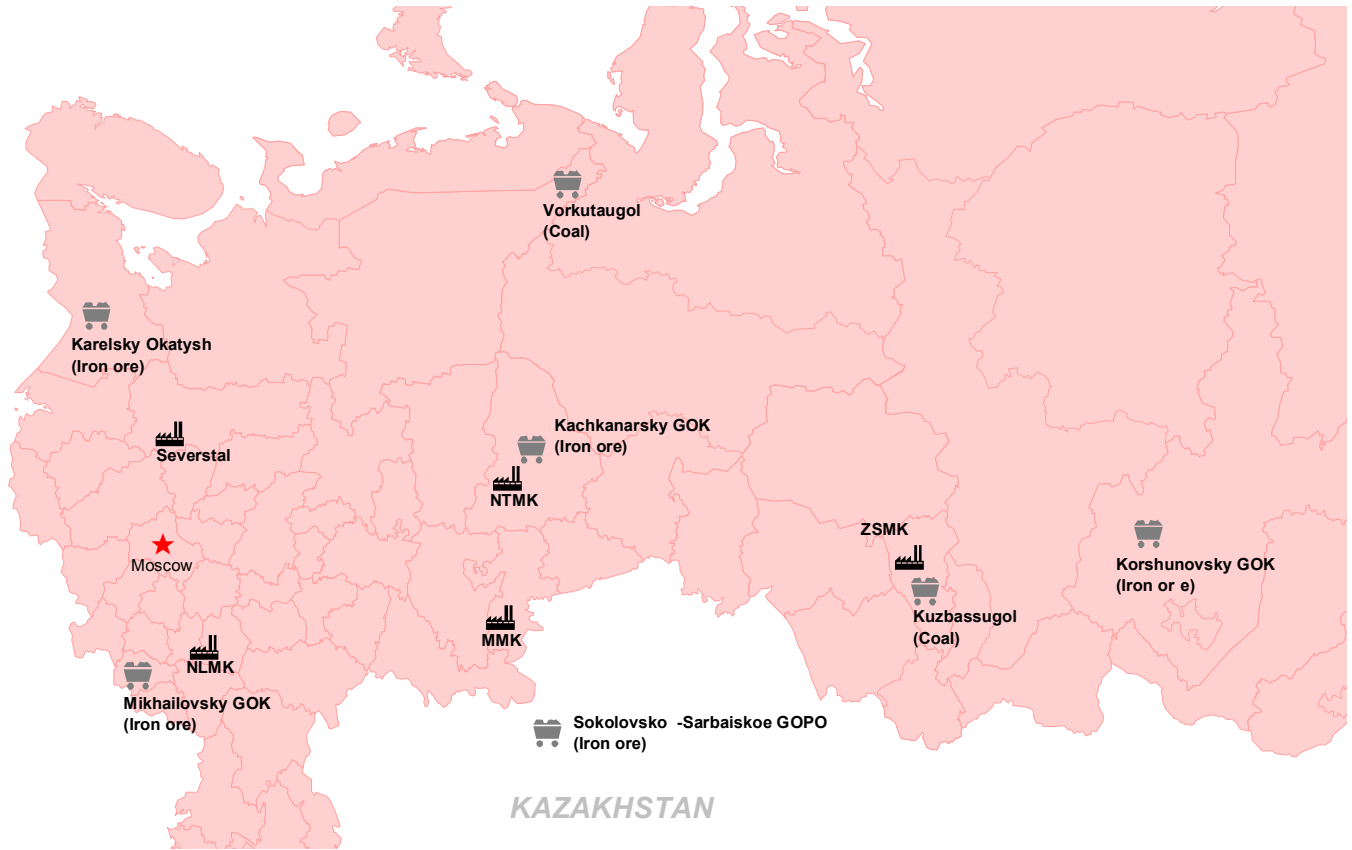 Vorkutaugol
(Coal)
Karelsky Okatysh
(Iron ore)
Kachkanarsky GOK
(Iron ore)
Severstal
NTMK
ZSMK
Moscow
Korshunovsky GOK
(Iron or e)
Kuzbassugol
(Coal)
MMK
NLMK
Mikhailovsky GOK
(Iron ore)
Sokolovsko -Sarbaiskoe GOPO
(Iron ore)
KAZAKHSTAN